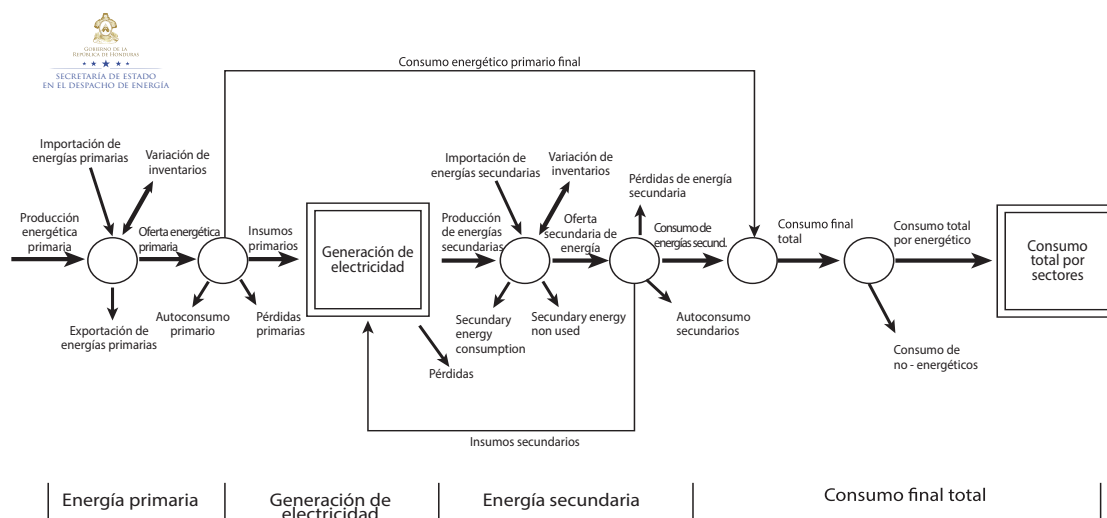 GOBIERNO DE LA
REPÚBLICA DE HONDURAS
SECRETARÍA DE ESTADO
EN EL DESPACHO DE ENERGÍA
Consumo energético primario final
Importación de
energías primarias
Variación de
inventarios
Producción
energética
primaria
Oferta energética
primaria
Insumos
primarios
Exportación de
energías primarias
Autoconsumo
primario
Pérdidas
primarias
Generación de
electricidad
Pérdidas
Importación de
energías secundarias
Variación de
inventarios
Producción
de energías
secundarias
Oferta
secundaria de
energía
Pérdidas de energía
secundaria
Consumo de
energías secund.
Secundary
energy
consumption
Secundary energy
non used
Autoconsumo
secundarios
Insumos secundarios
Consumo final
total
Consumo total
por energético
Consumo de
no - energéticos
Consumo
total por
sectores
Energía primaria
Generación de
electricidad
Energía secundaria
Consumo final total